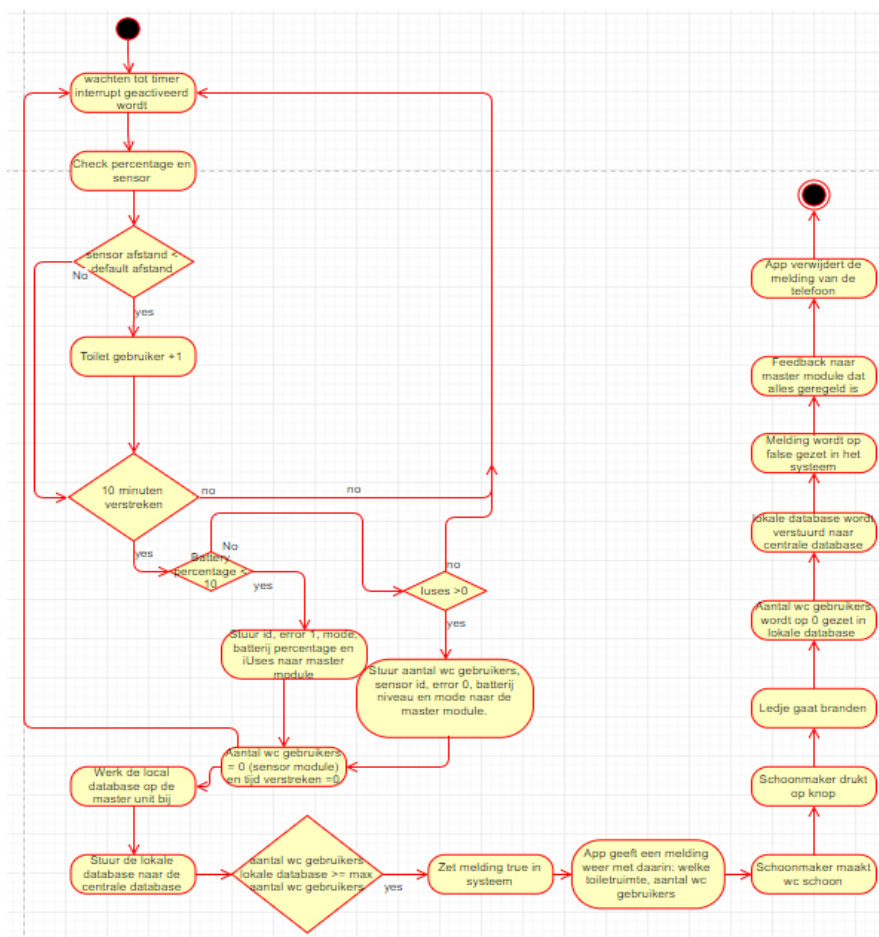 wachten tot timer
interrupt geactiveerd
wordt
Check percentage en
sensor
sensor afstand <
default afstand
No
yes
Toilet gebruiker +1
10 minuten
verstreken
no
no
yes
No
Battery
percentage <
10
yes
Iuses >0
no
yes
Stuur id, error 1, mode,
batterij percentage en
iUses naar master
module
Stuur aantal wc gebruikers,
sensor id, error 0, batterij
niveau en mode naar de
master module.
Aantal wc gebruikers
= 0 (sensor module)
en tijd verstreken =0
Werk de local
database op de
master unit bij
Stuur de lokale
database naar de
centrale database
aantal wc gebruikers
lokale database >= max
aantal wc gebruikers
yes
Zet melding true in
systeem
App geeft een melding
weer met daarin: welke
toiletruimte, aantal wc
gebruikers
Schoonmaker maakt
wc schoon
Schoonmaker drukt
op knop
Ledje gaat branden
Aantal wc gebruikers
wordt op 0 gezet in
lokale database
lokale database wordt
verstuurd naar
centrale database
Melding wordt op
false gezet in het
systeem
Feedback naar
master module dat
alles geregeld is
App verwijdert de
melding van de
telefoon